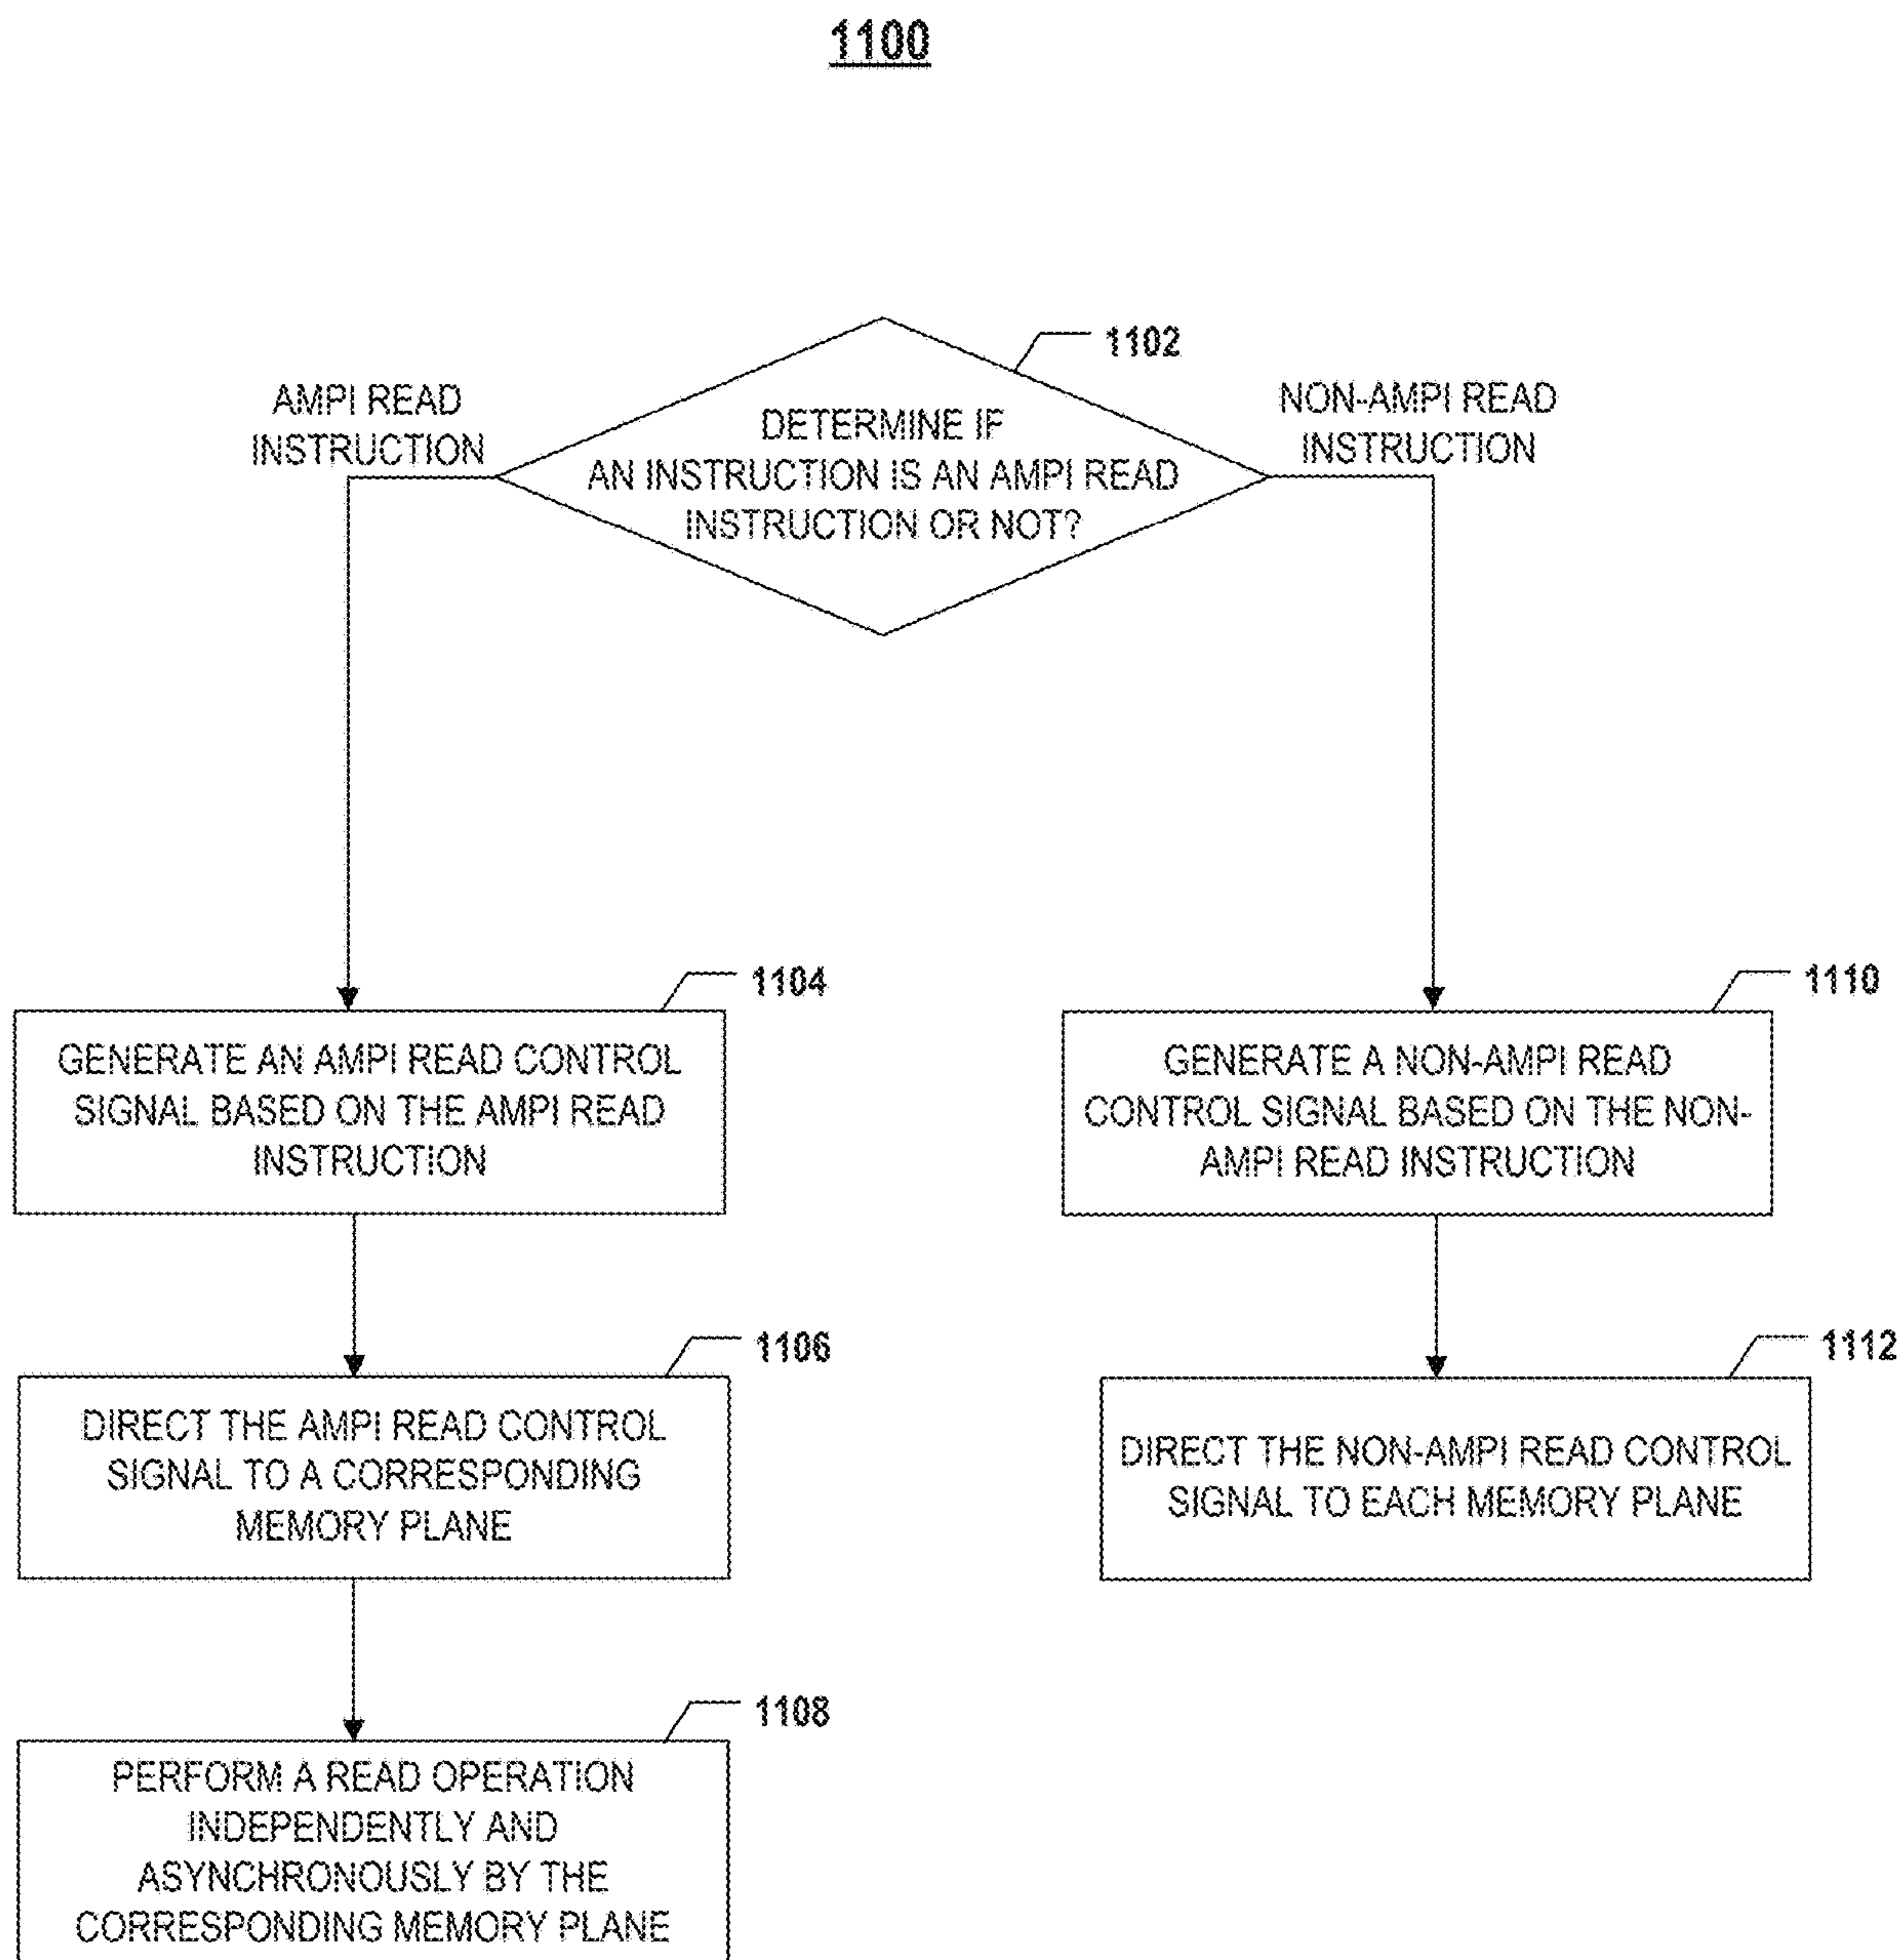 1100
1102
AMPI READ
INSTRUCTION
NON-AMPI READ
INSTRUCTION
DETERMINE IF
AN INSTRUCTION IS AN AMPI READ
INSTRUCTION OR NOT?
1104
GENERATE AN AMPI READ CONTROL
SIGNAL BASED ON THE AMPI READ
INSTRUCTION
1110
GENERATE A NON-AMPI READ
CONTROL SIGNAL BASED ON THE NON-
AMPI READ INSTRUCTION
1106
DIRECT THE AMPI READ CONTROL
SIGNAL TO A CORRESPONDING
MEMORY PLANE
1112
DIRECT THE NON-AMPI READ CONTROL
SIGNAL TO EACH MEMORY PLANE
1108
PERFORM A READ OPERATION
INDEPENDENTLY AND
ASYNCHRONOUSLY BY THE
CORRESPONDING MEMORY PLANE